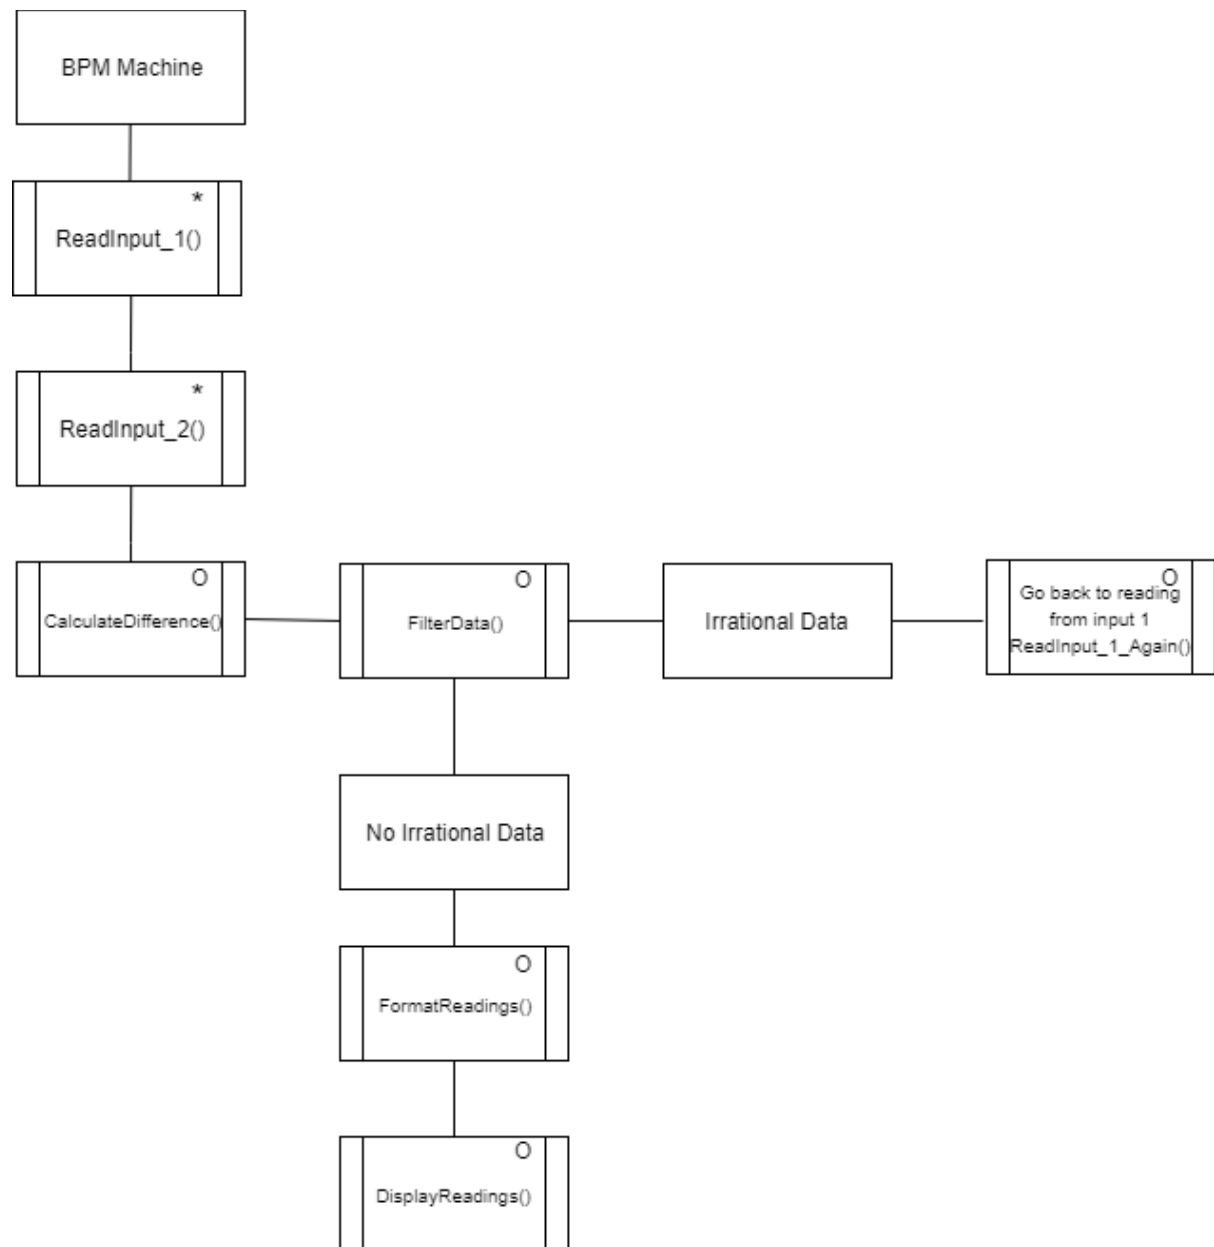 BPM Machine
*
ReadInput_1()
*
ReadInput_2()
O
CalculateDifference()
O
FilterData()
Irrational Data
O
Go back to reading
from input 1
ReadInput_1_Again()
No Irrational Data
O
FormatReadings()
O
DisplayReadings()